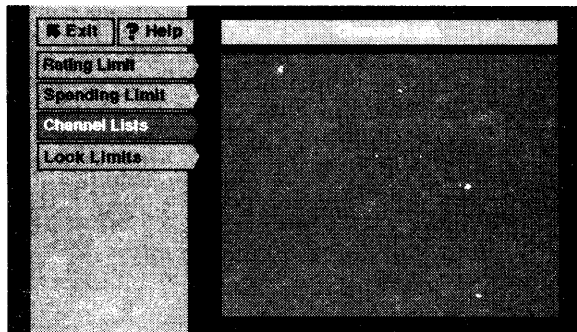 Exit ? Help
Rating Limit
Spending Limit
Channel Lists
Lock Limits